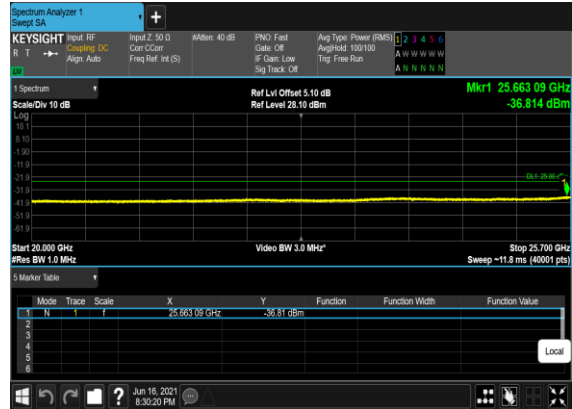 Spectrum Analyzer 1
Swept SA
+
KEYSIGHT Input: RF Input Z: 50 Ω #Atten: 40 dB PNO: Fast Avg Type: Power (RMS) 1 2 3 4 5 6
R T Coupling: DC Corr CCorr Gate: Off Avg|Hold: 100/100 A W W W W W
Align: Auto Freq Ref: Int (S) IF Gain: Low Trig: Free Run
Sig Track: Off A N N N N N
1 Spectrum Ref Lvl Offset 5.10 dB Mkr1 25.663 09 GHz
Scale/Div 10 dB Ref Level 28.10 dBm -36.814 dBm
Log
18.1
8.10
-1.90
-11.9
-21.9
-31.9
-41.9
-51.9
-61.9
1
Start 20.000 GHz Video BW 3.0 MHz* Stop 25.700 GHz
#Res BW 1.0 MHz Sweep ~11.8 ms (40001 pts)
5 Marker Table
Mode Trace Scale X Y Function Function Width Function Value
1 N 1 f 25.663 09 GHz -36.81 dBm
2
3
4
5
6
Local
? Jun 16, 2021
8:30:20 PM